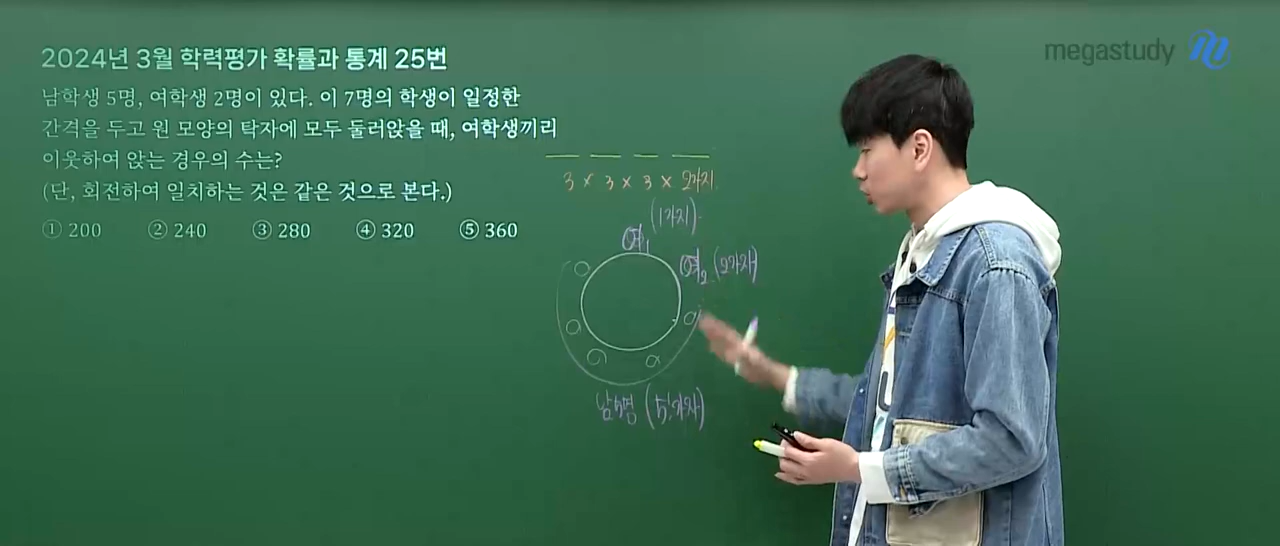 2024년 3월 학력평가 확률과 통계 25번
megastudy
남학생 5명, 여학생 2명이 있다. 이 7명의 학생이 일정한
간격을 두고 원 모양의 탁자에 모두 둘러앉을 때, 여학생끼리
이웃하여 앉는 경우의 수는?
(단, 회전하여 일치하는 것은 같은 것으로 본다.)
① 200 ② 240 ③ 280 ④ 320 ⑤ 360
3 × 3 × 3 × 2가지
(1가지)
여1
여2 (2가지)
남5명 (5!가지)